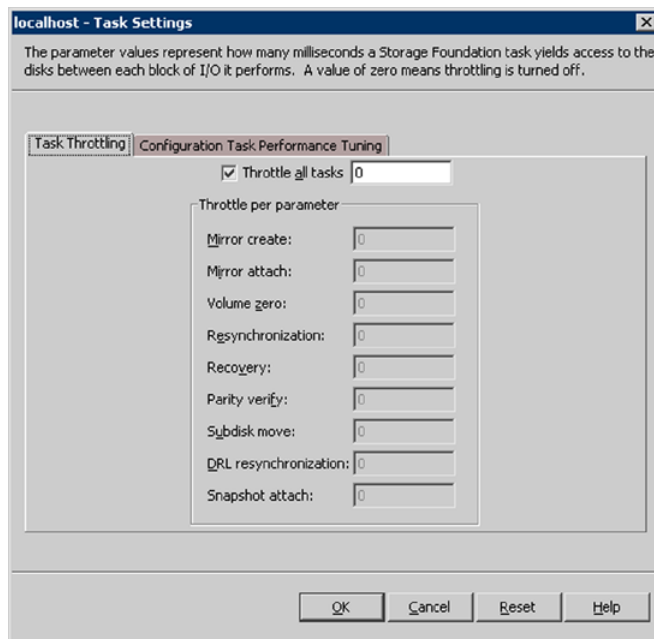 localhost - Task Settings
The parameter values represent how many milliseconds a Storage Foundation task yields access to the
disks between each block of I/O it performs. A value of zero means throttling is turned off.
Task Throttling
Configuration Task Performance Tuning
Throttle all tasks 0
Throttle per parameter
Mirror create: 0
Mirror attach: 0
Volume zero: 0
Resynchronization: 0
Recovery: 0
Parity verify: 0
Subdisk move: 0
DRL resynchronization: 0
Snapshot attach: 0
OK
Cancel
Reset
Help